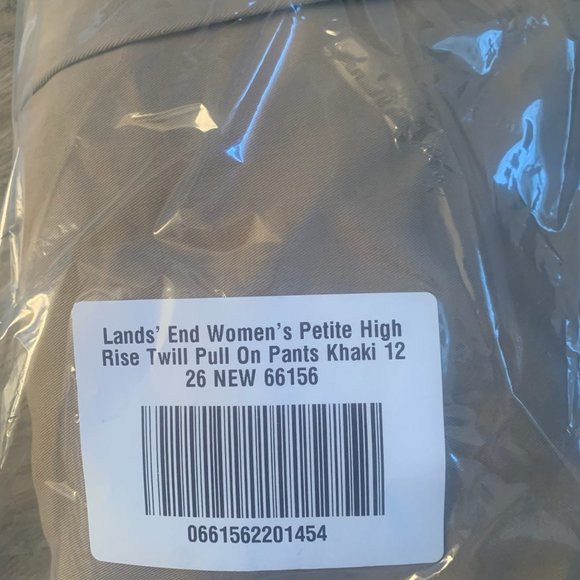 Lands' End Women's Petite High
Rise Twill Pull On Pants Khaki 12
26 NEW 66156
0661562201454